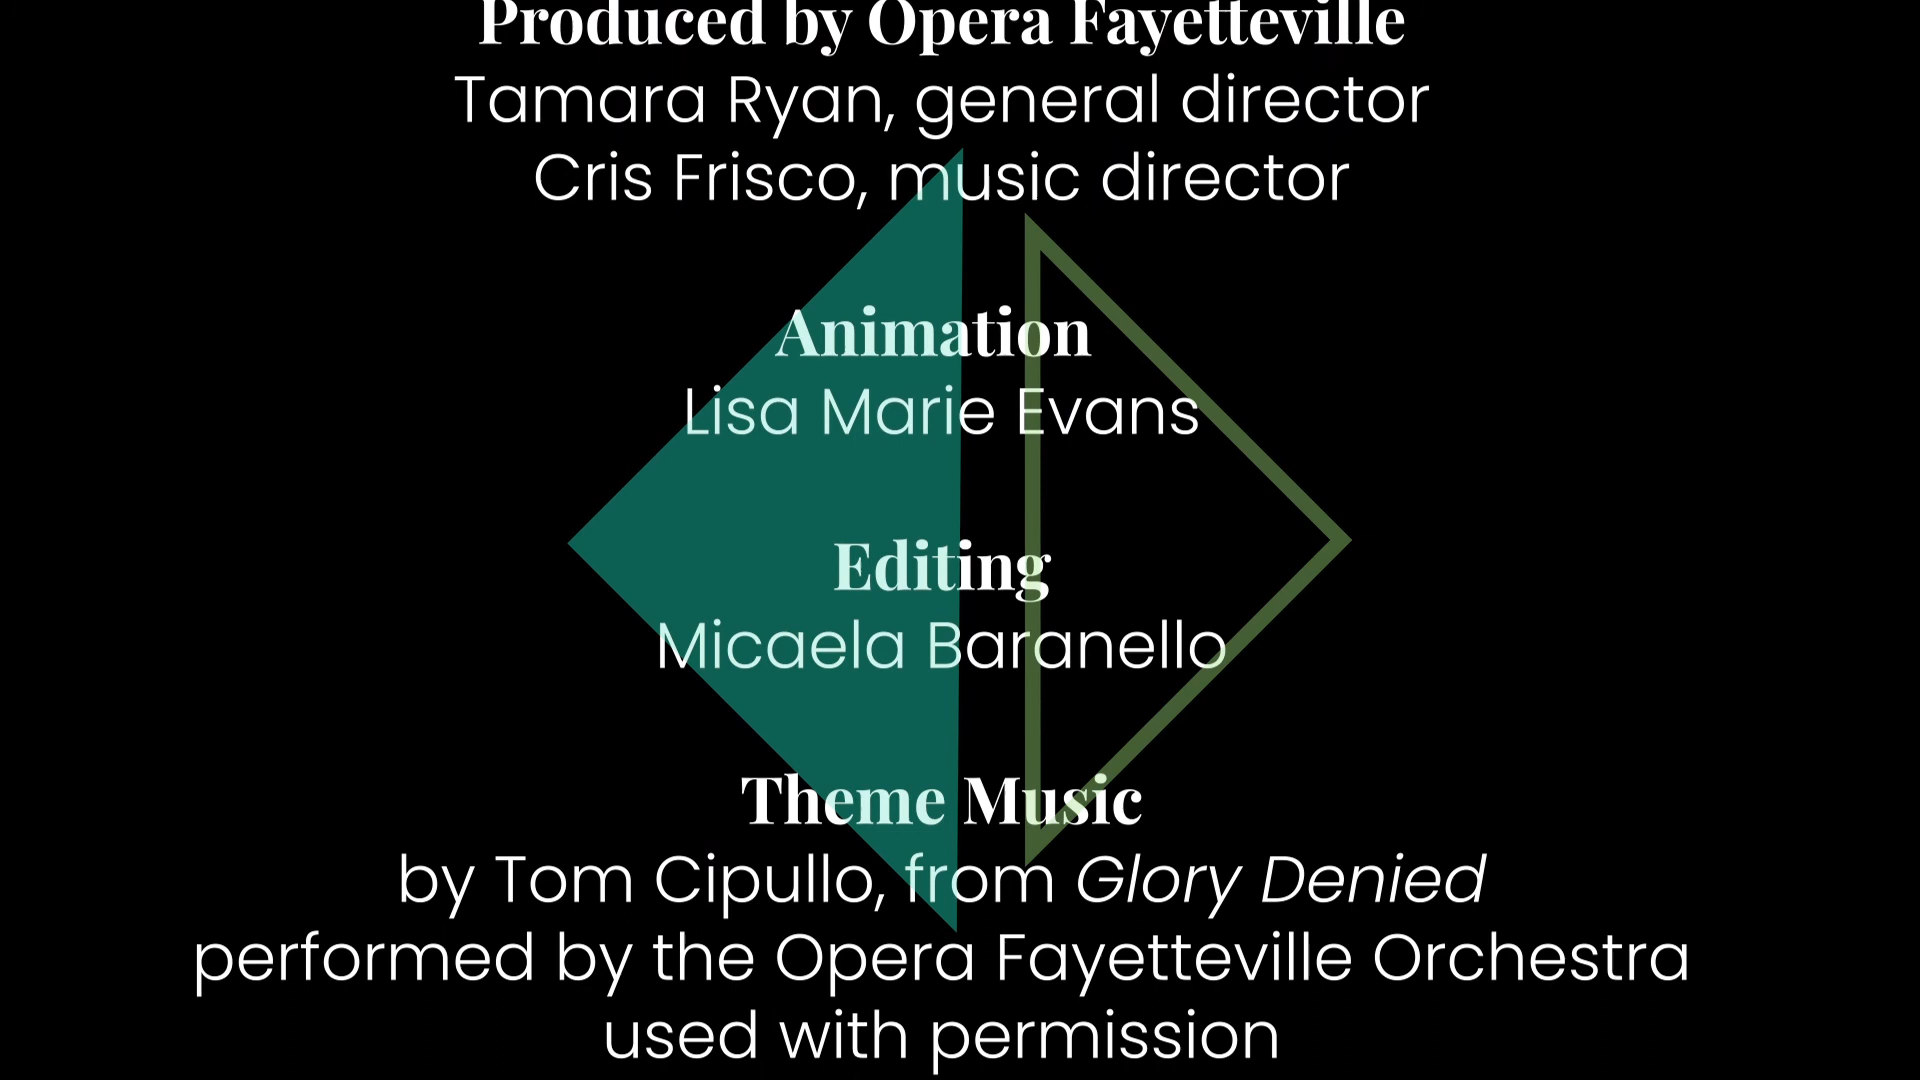 Produced by Opera Fayetteville
Tamara Ryan, general director
Cris Frisco, music director
Animation
Lisa Marie Evans
Editing
Micaela Baranello
Theme Music
by Tom Cipullo, from Glory Denied
performed by the Opera Fayetteville Orchestra
used with permission